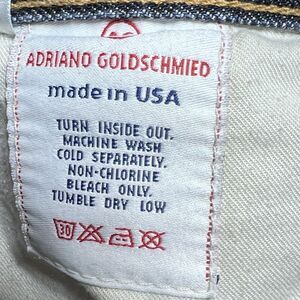 ADRIANO GOLDSCHMIED
made in USA
TURN INSIDE OUT.
MACHINE WASH
COLD SEPARATELY.
NON-CHLORINE
BLEACH ONLY.
TUMBLE DRY LOW
30